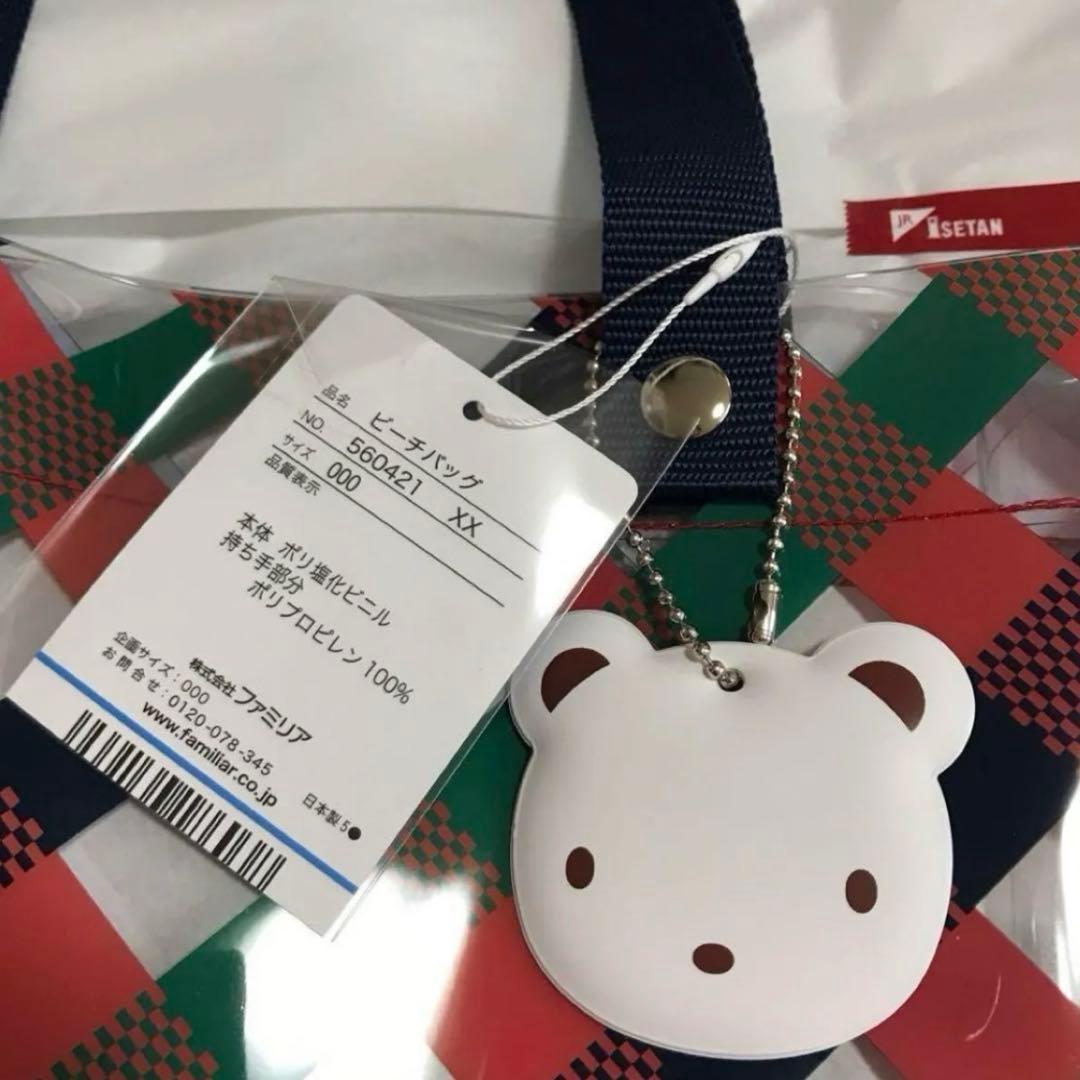 JR ISETAN
品名 ビーチバッグ
NO. 560421 XX
サイズ 000
品質表示
本体 ポリ塩化ビニル
持ち手部分
ポリプロピレン 100%
株式会社ファミリア
企画サイズ:000
お問合せ:0120-078-345
www.familiar.co.jp
日本製 5●